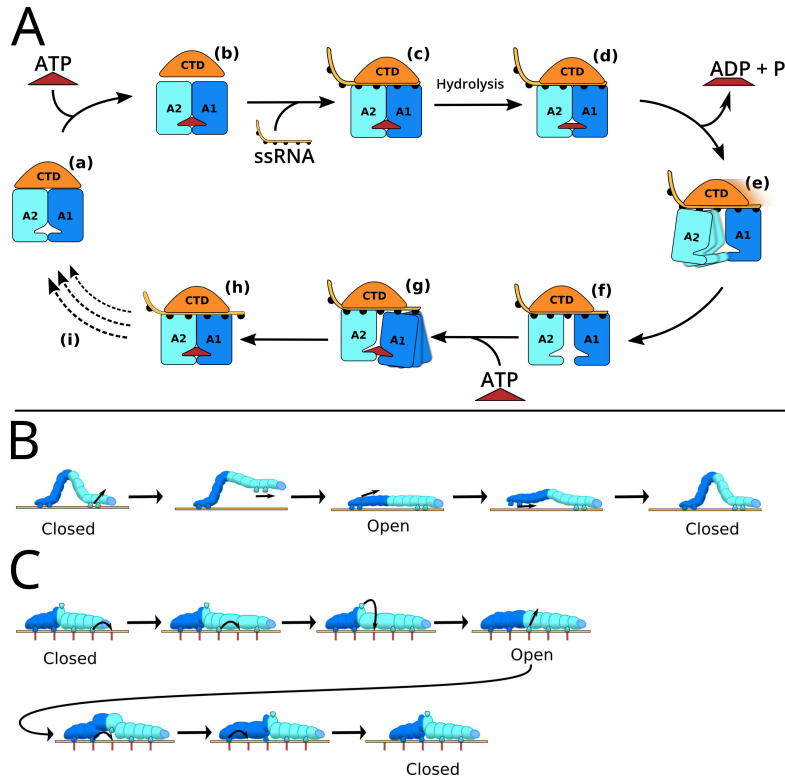 A
ATP
(b)
CTD
A2 A1
ssRNA
(c)
CTD
A2 A1
Hydrolysis
(d)
CTD
A2 A1
ADP + P
(a)
CTD
A2 A1
(e)
CTD
A2 A1
(i)
(h)
CTD
A2 A1
(g)
CTD
A2 A1
ATP
(f)
CTD
A2 A1
B
Closed
Open
Closed
C
Closed
Open
Closed